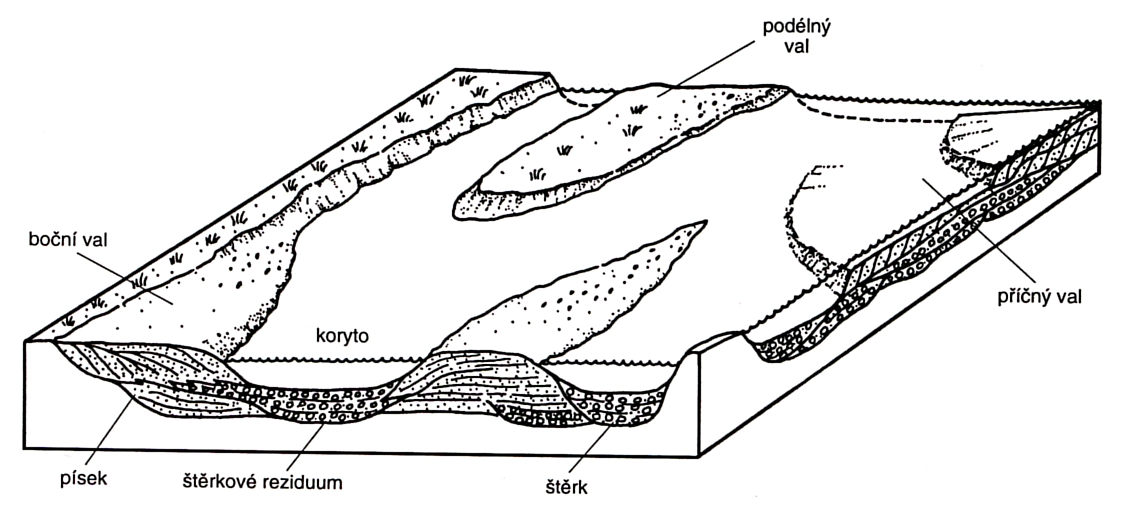 podélný
val
boční val
koryto
příčný val
písek
štěrkové reziduum
štěrk